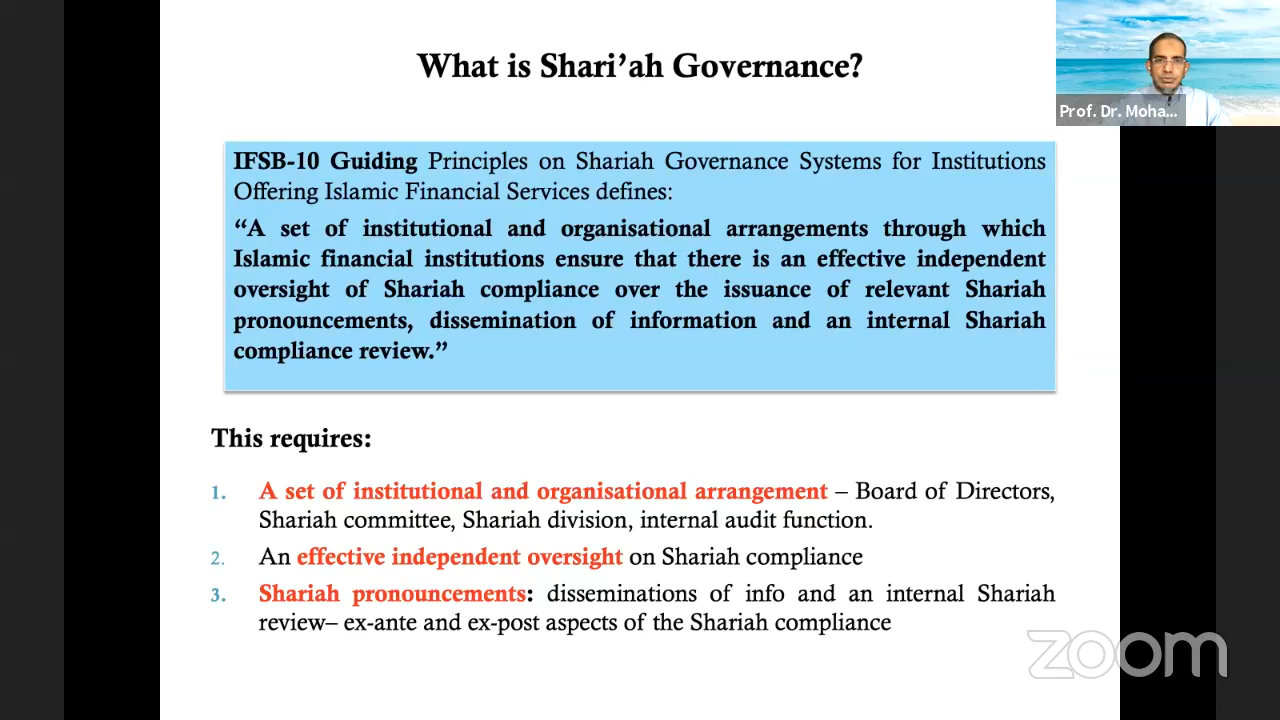 What is Shari’ah Governance?
Prof. Dr. Moha...
IFSB-10 Guiding Principles on Shariah Governance Systems for Institutions
Offering Islamic Financial Services defines:
“A set of institutional and organisational arrangements through which
Islamic financial institutions ensure that there is an effective independent
oversight of Shariah compliance over the issuance of relevant Shariah
pronouncements, dissemination of information and an internal Shariah
compliance review.”
This requires:
1. A set of institutional and organisational arrangement – Board of Directors,
Shariah committee, Shariah division, internal audit function.
2. An effective independent oversight on Shariah compliance
3. Shariah pronouncements: disseminations of info and an internal Shariah
review– ex-ante and ex-post aspects of the Shariah compliance
zoom